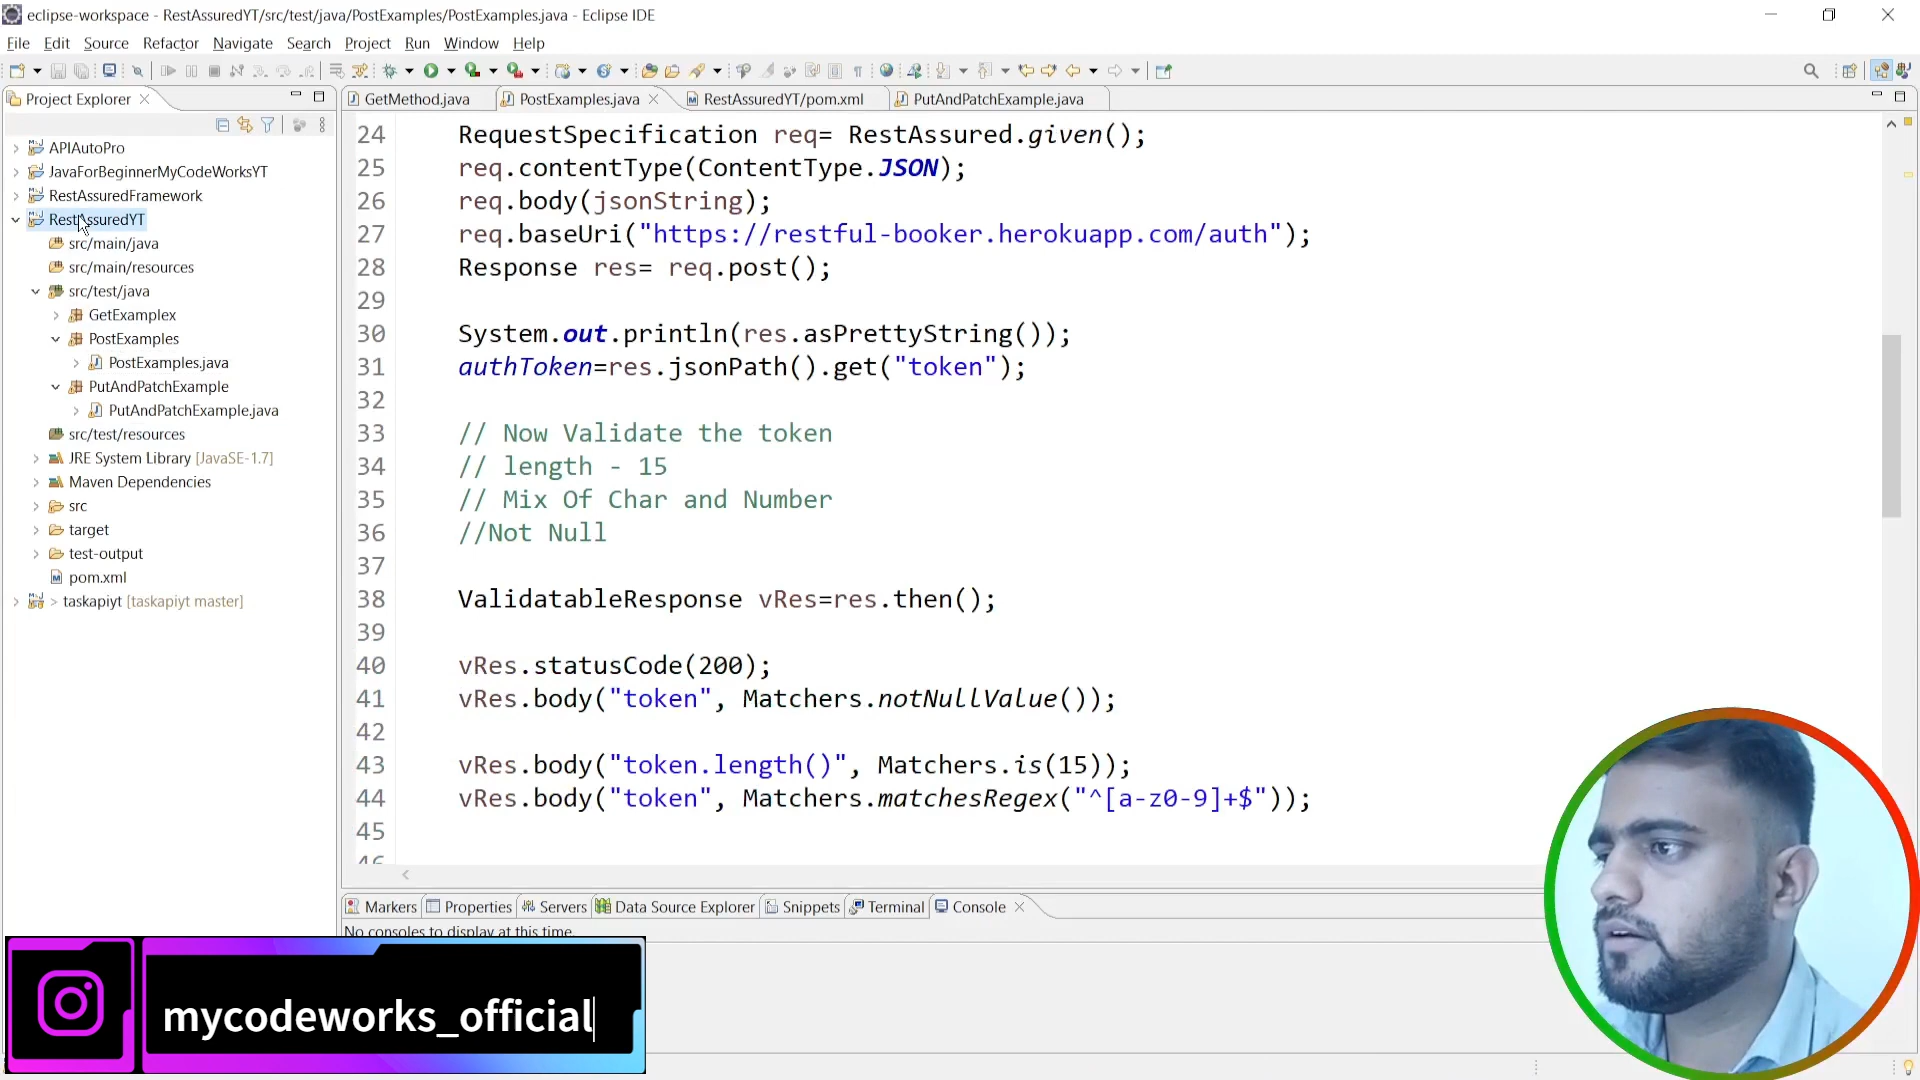 eclipse-workspace - RestAssuredYT/src/test/java/PostExamples/PostExamples.java - Eclipse IDE
File Edit Source Refactor Navigate Search Project Run Window Help
Project Explorer
GetMethod.java
PostExamples.java
RestAssuredYT/pom.xml
PutAndPatchExample.java
APIAutoPro
JavaForBeginnerMyCodeWorksYT
RestAssuredFramework
RestAssuredYT
src/main/java
src/main/resources
src/test/java
GetExamplex
PostExamples
PostExamples.java
PutAndPatchExample
PutAndPatchExample.java
src/test/resources
JRE System Library [JavaSE-1.7]
Maven Dependencies
src
target
test-output
pom.xml
> taskapiyt [taskapiyt master]
24 RequestSpecification req= RestAssured.given();
25 req.contentType(ContentType.JSON);
26 req.body(jsonString);
27 req.baseUri("https://restful-booker.herokuapp.com/auth");
28 Response res= req.post();
29
30 System.out.println(res.asPrettyString());
31 authToken=res.jsonPath().get("token");
32
33 // Now Validate the token
34 // length - 15
35 // Mix Of Char and Number
36 //Not Null
37
38 ValidatableResponse vRes=res.then();
39
40 vRes.statusCode(200);
41 vRes.body("token", Matchers.notNullValue());
42
43 vRes.body("token.length()", Matchers.is(15));
44 vRes.body("token", Matchers.matchesRegex("^[a-z0-9]+$"));
45
46
Markers Properties Servers Data Source Explorer Snippets Terminal Console
No consoles to display at this time.
mycodeworks_official